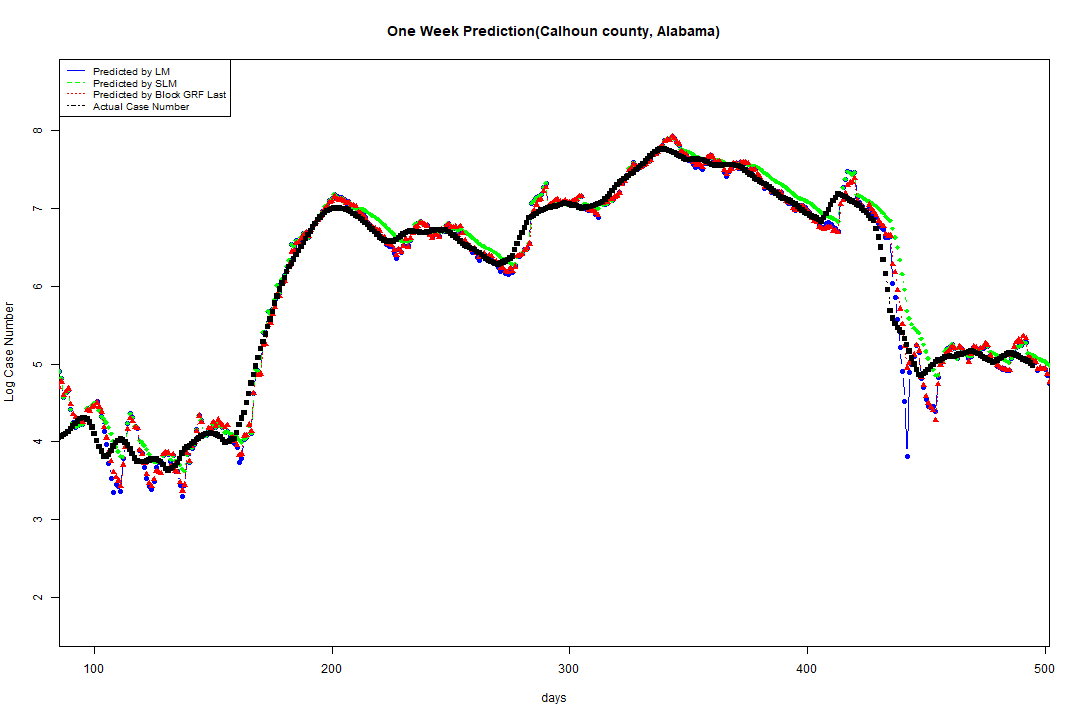 One Week Prediction(Calhoun county, Alabama)
Predicted by LM
Predicted by SLM
Predicted by Block GRF Last
Actual Case Number
8
7
6
5
4
3
2
Log Case Number
100 200 300 400 500
days